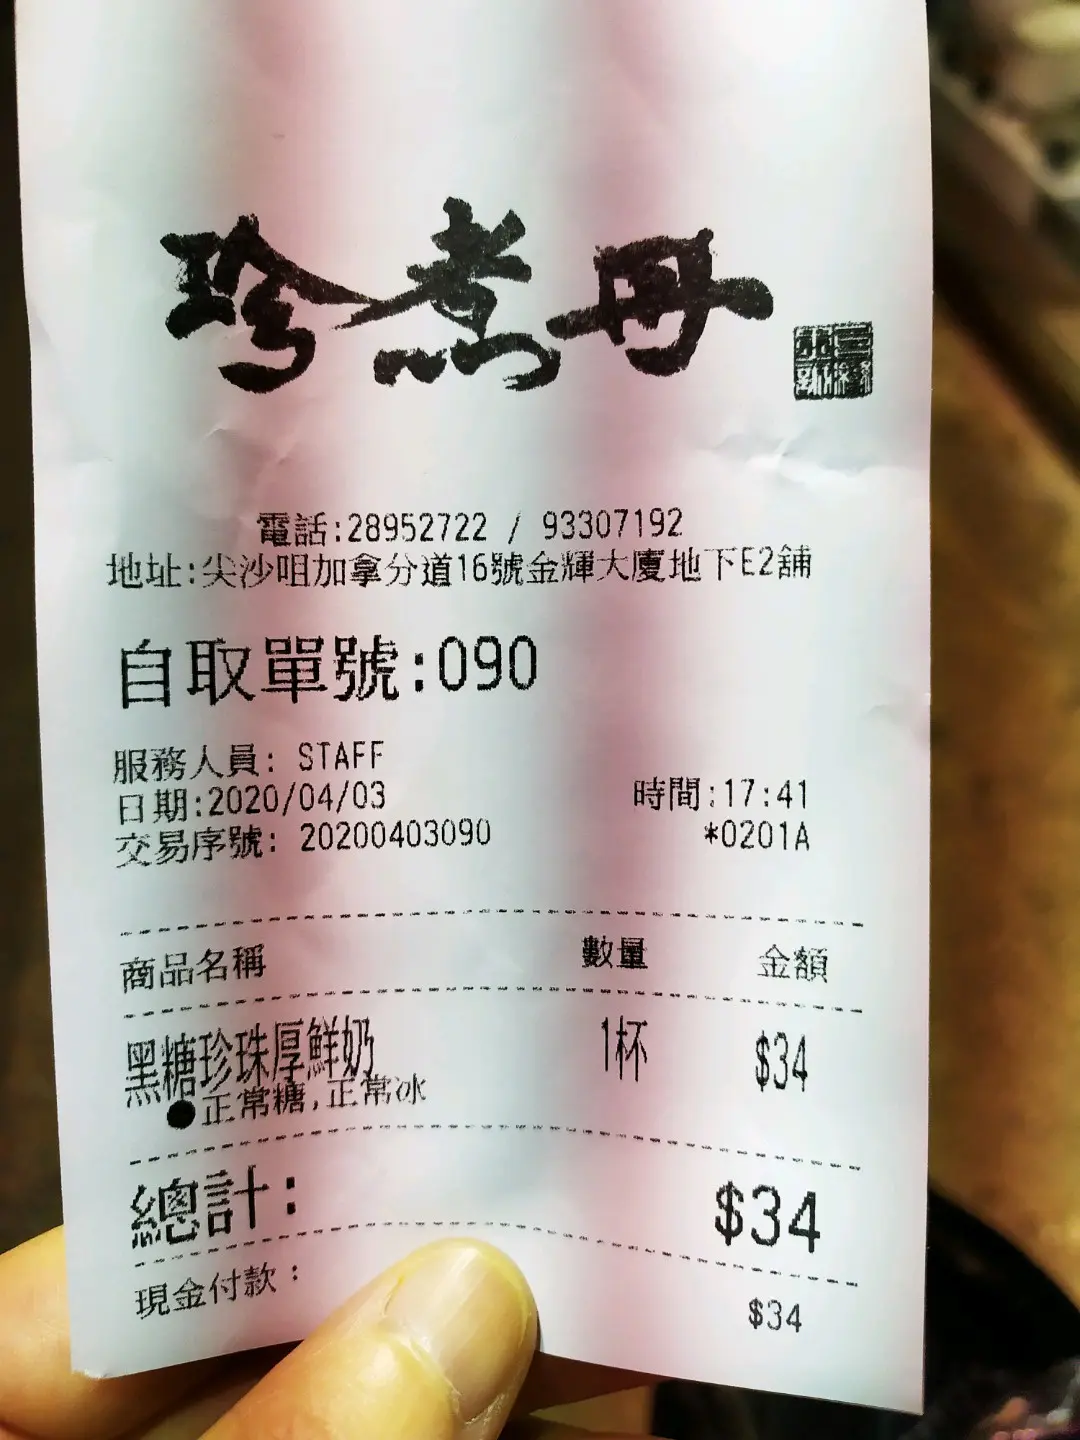 珍煮丹
電話:28952722 / 93307192
地址:尖沙咀加拿分道16號金輝大廈地下E2舖
自取單號:090
服務人員: STAFF
日期:2020/04/03 時間:17:41
交易序號: 20200403090 *0201A
商品名稱 數量 金額
黑糖珍珠厚鮮奶 1杯 $34
●正常糖,正常冰
總計: $34
現金付款: $34